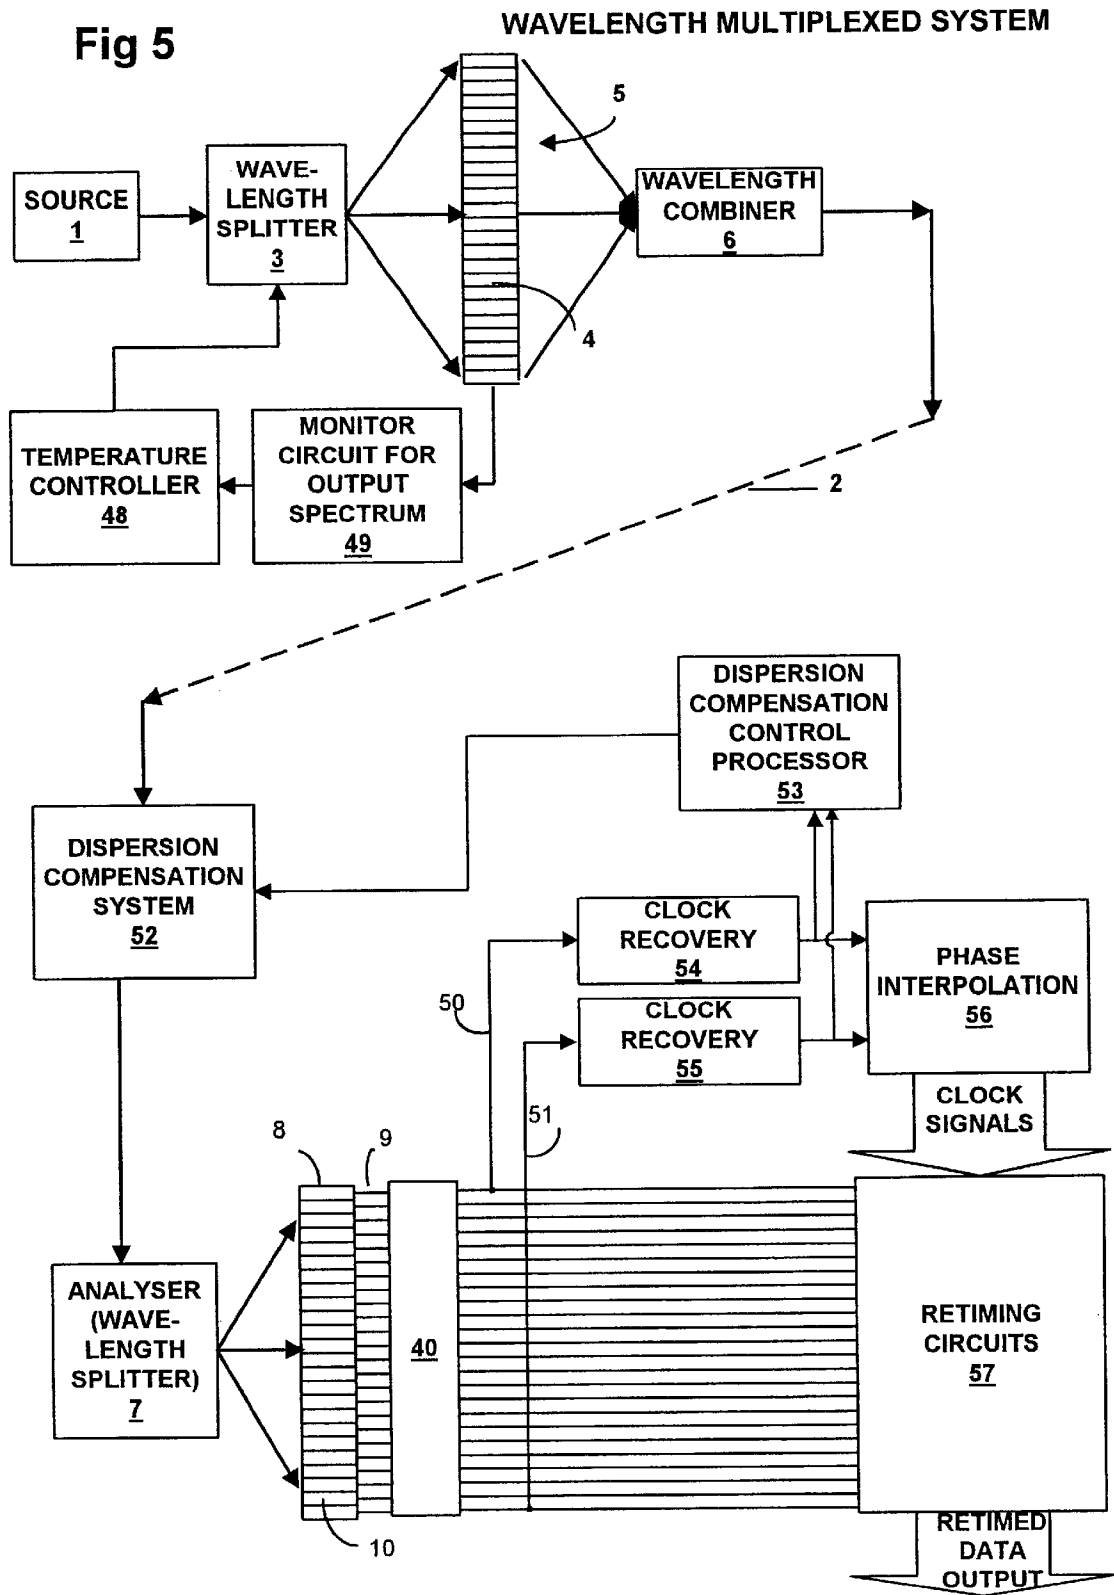 WAVELENGTH MULTIPLEXED SYSTEM
Fig 5
SOURCE
1
WAVE-
LENGTH
SPLITTER
3
5
4
WAVELENGTH
COMBINER
6
TEMPERATURE
CONTROLLER
48
MONITOR
CIRCUIT FOR
OUTPUT
SPECTRUM
49
2
DISPERSION
COMPENSATION
CONTROL
PROCESSOR
53
DISPERSION
COMPENSATION
SYSTEM
52
CLOCK
RECOVERY
54
CLOCK
RECOVERY
55
PHASE
INTERPOLATION
56
50
51
CLOCK
SIGNALS
8
9
ANALYSER
(WAVE-
LENGTH
SPLITTER)
7
40
10
RETIMING
CIRCUITS
57
RETIMED
DATA
OUTPUT